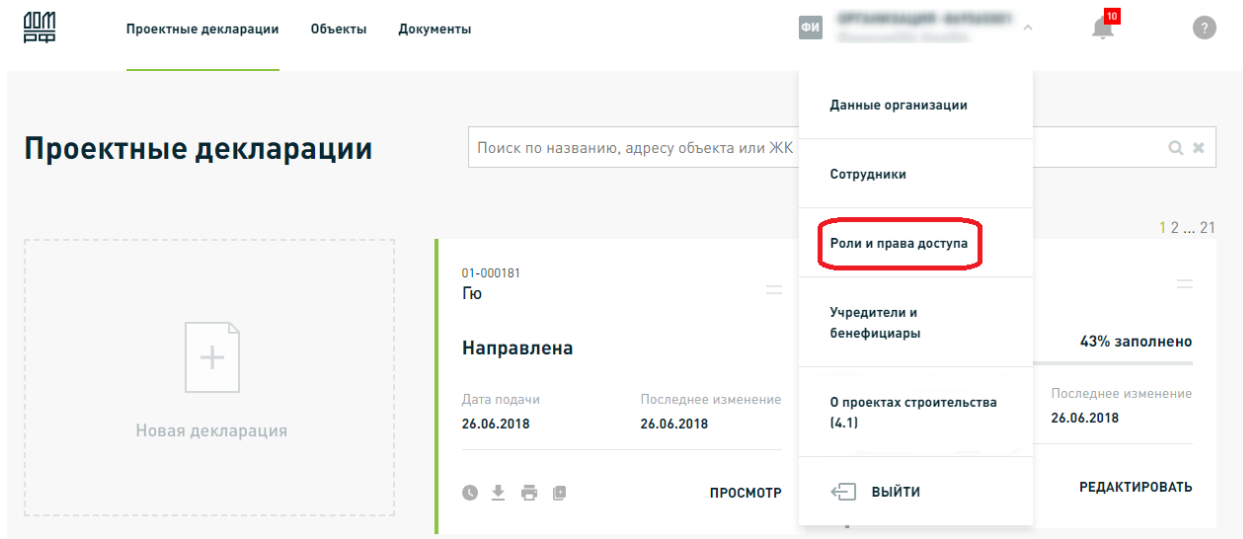 ДОМ
РФ
Проектные декларации
Объекты
Документы
ФИ
10
?
Данные организации
Проектные декларации
Поиск по названию, адресу объекта или ЖК
Сотрудники
1 2 ... 21
Роли и права доступа
01-000181
Гю
Учредители и
бенефициары
Направлена
43% заполнено
Дата подачи
Последнее изменение
26.06.2018
26.06.2018
О проектах строительства
(4.1)
Последнее изменение
26.06.2018
Новая декларация
ПРОСМОТР
ВЫЙТИ
РЕДАКТИРОВАТЬ